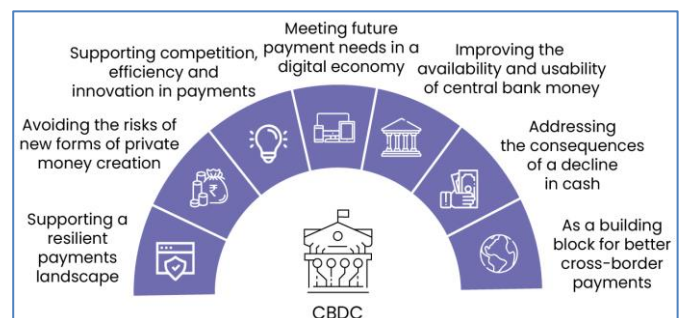 Supporting a
resilient
payments
landscape
Avoiding the risks of
new forms of private
money creation
Supporting competition,
efficiency and
innovation in payments
Meeting future
payment needs in a
digital economy
Improving the
availability and usability
of central bank money
Addressing
the consequences
of a decline
in cash
As a building
block for better
cross-border
payments
₹
CBDC